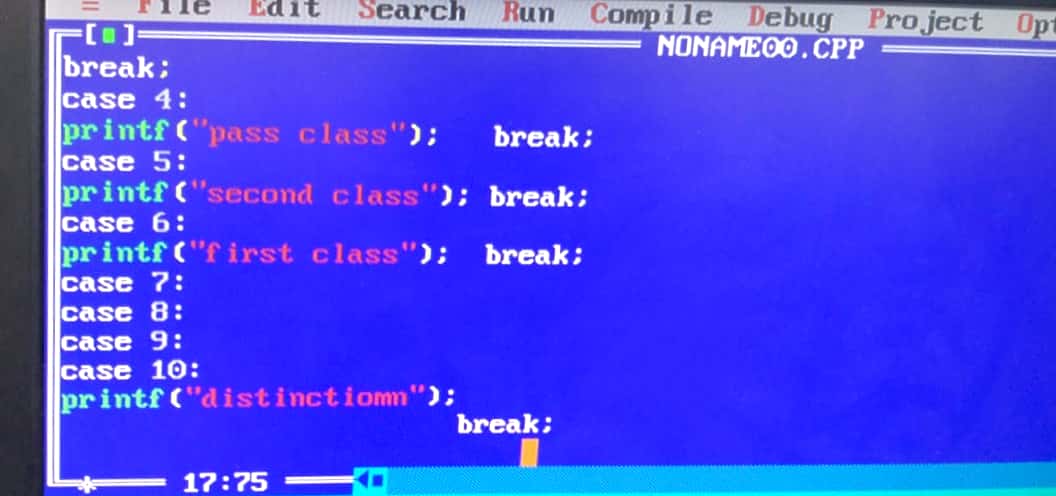 ≡ File Edit Search Run Compile Debug Project Opt
[■] NONAME00.CPP
break;
case 4:
printf("pass class"); break;
case 5:
printf("second class"); break;
case 6:
printf("first class"); break;
case 7:
case 8:
case 9:
case 10:
printf("distinctiomn");
break;
* 17:75